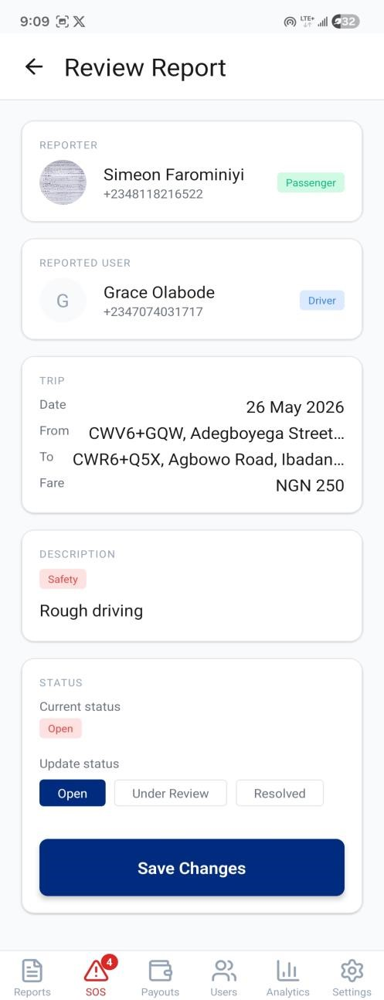 9:09
LTE+
32
Review Report
REPORTER
Simeon Farominiyi
+2348118216522
Passenger
REPORTED USER
G
Grace Olabode
+2347074031717
Driver
TRIP
Date 26 May 2026
From CWV6+GQW, Adegboyega Street...
To CWR6+Q5X, Agbowo Road, Ibadan...
Fare NGN 250
DESCRIPTION
Safety
Rough driving
STATUS
Current status
Open
Update status
Open Under Review Resolved
Save Changes
4
Reports SOS Payouts Users Analytics Settings